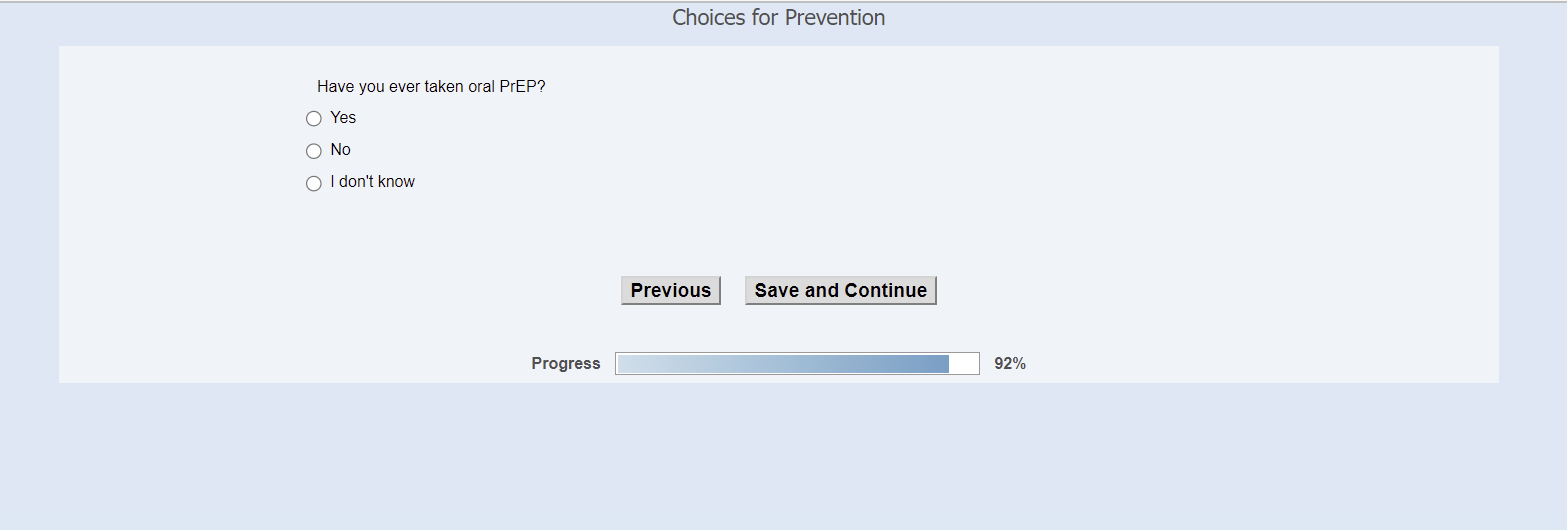 Choices for Prevention
Have you ever taken oral PrEP?
Yes
No
I don't know
Previous Save and Continue
Progress 92%